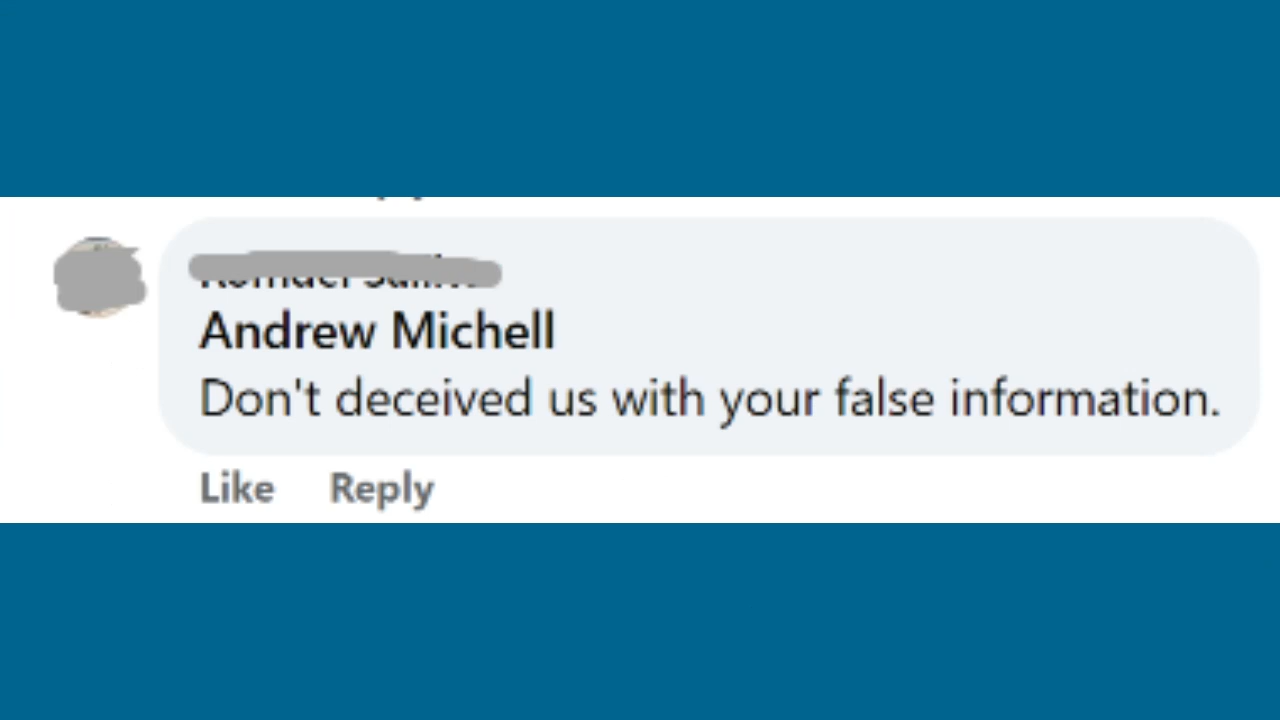 Andrew Michell
Don't deceived us with your false information.
Like Reply